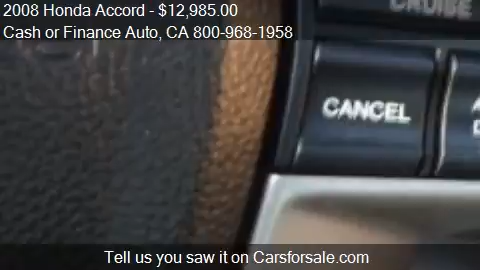 2008 Honda Accord - $12,985.00
Cash or Finance Auto, CA 800-968-1958
CRUISE
CANCEL
Tell us you saw it on Carsforsale.com